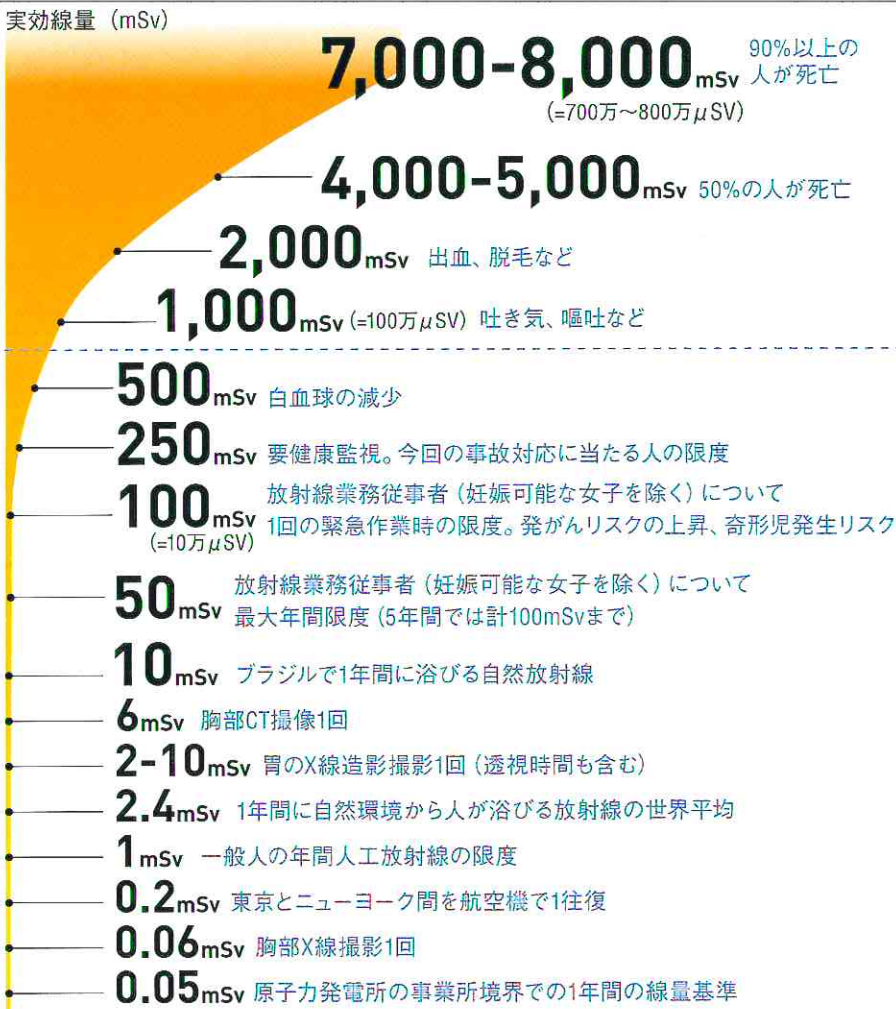 実効線量（mSv）
7,000-8,000mSv 90%以上の
人が死亡
(=700万～800万μSV)
4,000-5,000mSv 50%の人が死亡
2,000mSv 出血、脱毛など
1,000mSv (=100万μSV) 吐き気、嘔吐など
500mSv 白血球の減少
250mSv 要健康監視。今回の事故対応に当たる人の限度
100mSv 放射線業務従事者（妊娠可能な女子を除く）について
(=10万μSV) 1回の緊急作業時の限度。発がんリスクの上昇、奇形児発生リスク
50mSv 放射線業務従事者（妊娠可能な女子を除く）について
最大年間限度（5年間では計100mSvまで）
10mSv ブラジルで1年間に浴びる自然放射線
6mSv 胸部CT撮像1回
2-10mSv 胃のX線造影撮影1回（透視時間も含む）
2.4mSv 1年間に自然環境から人が浴びる放射線の世界平均
1mSv 一般人の年間人工放射線の限度
0.2mSv 東京とニューヨーク間を航空機で1往復
0.06mSv 胸部X線撮影1回
0.05mSv 原子力発電所の事業所境界での1年間の線量基準